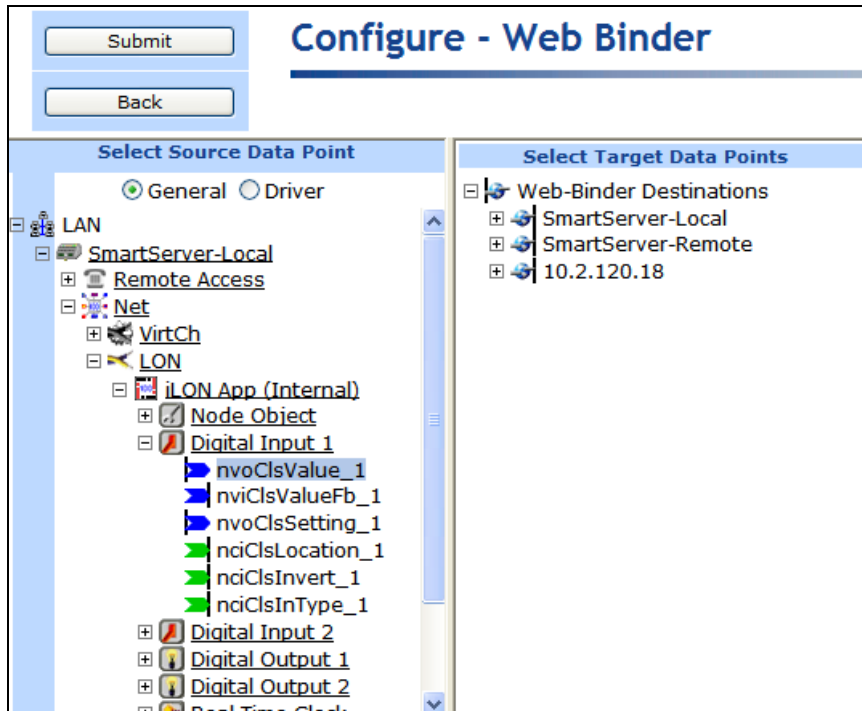 Submit
Configure - Web Binder
Back
Select Source Data Point
General Driver
LAN
SmartServer-Local
Remote Access
Net
VirtCh
LON
iLON App (Internal)
Node Object
Digital Input 1
nvoClsValue_1
nviClsValueFb_1
nvoClsSetting_1
nciClsLocation_1
nciClsInvert_1
nciClsInType_1
Digital Input 2
Digital Output 1
Digital Output 2
Real Time Clock
Select Target Data Points
Web-Binder Destinations
SmartServer-Local
SmartServer-Remote
10.2.120.18